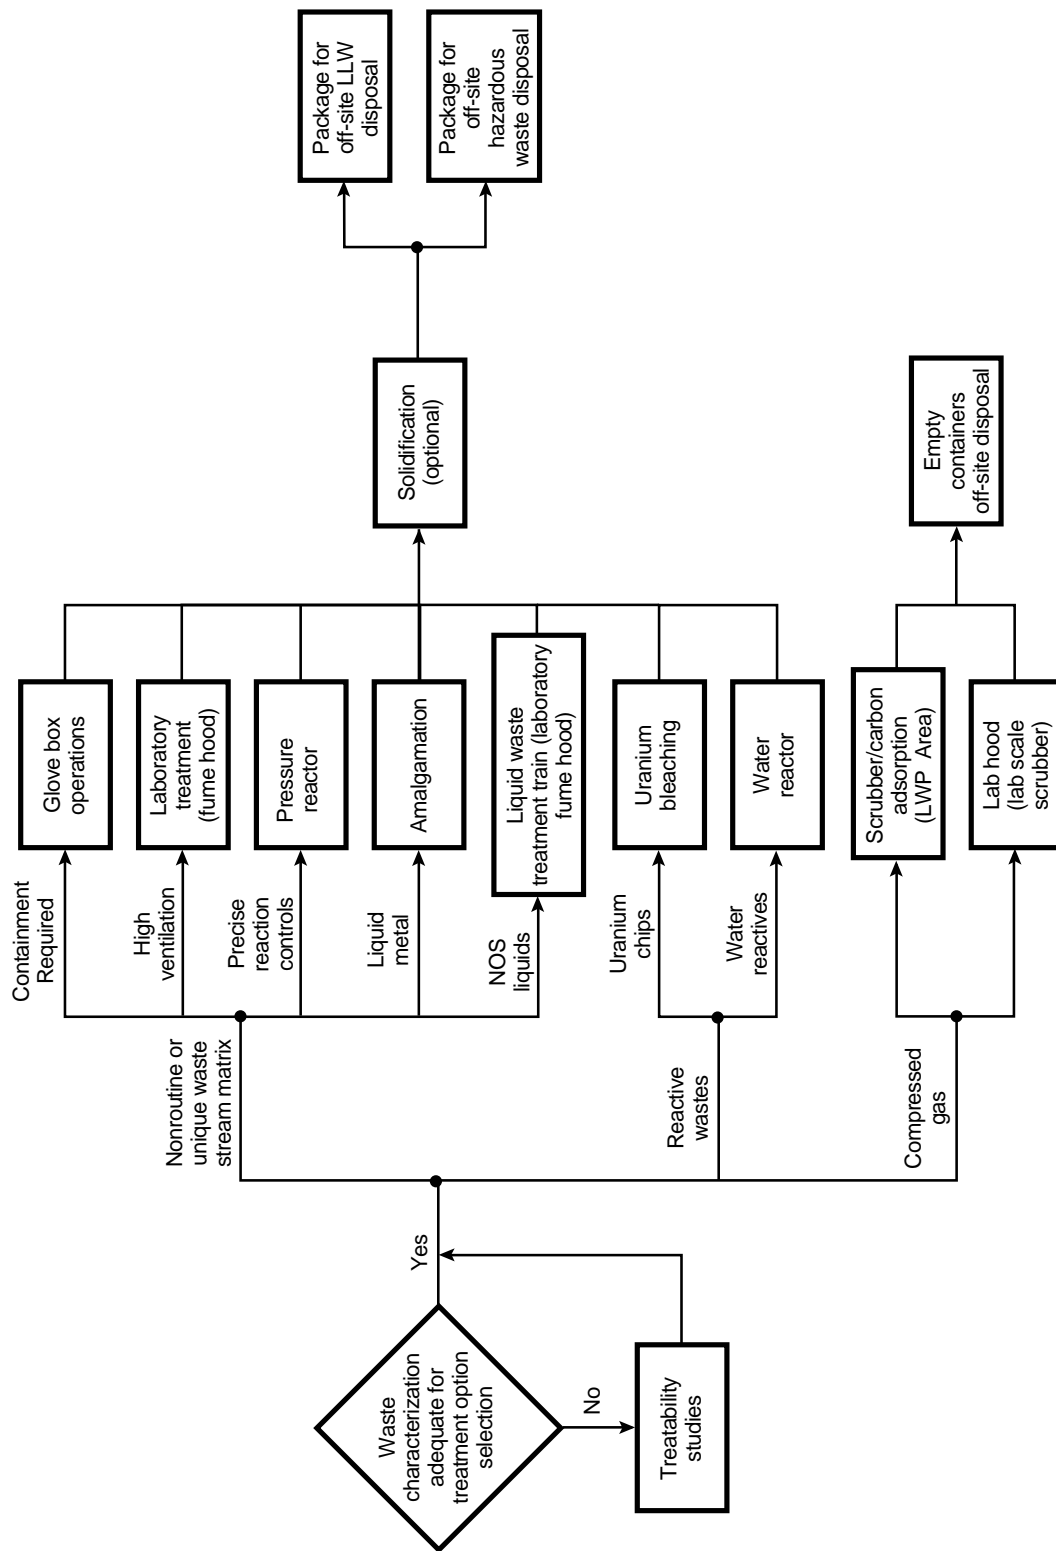 Waste
characterization
adequate for
treatment option
selection
Yes
No
Treatability
studies
Nonroutine or
unique waste
stream matrix
Reactive
wastes
Compressed
gas
Containment
Required
High
ventilation
Precise
reaction
controls
Liquid
metal
NOS
liquids
Uranium
chips
Water
reactives
Glove box
operations
Laboratory
treatment
(fume hood)
Pressure
reactor
Amalgamation
Liquid waste
treatment train (laboratory
fume hood)
Uranium
bleaching
Water
reactor
Scrubber/carbon
adsorption
(LWP Area)
Lab hood
(lab scale
scrubber)
Solidification
(optional)
Empty
containers
off-site disposal
Package for
off-site LLW
disposal
Package for
off-site
hazardous
waste disposal